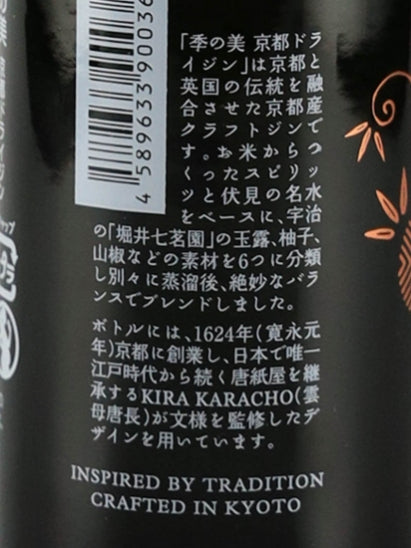 4 589633 90036
「季の美 京都ドラ
イジン」は京都と
英国の伝統を融
合させた京都産
クラフトジンで
す。お米からつ
くったスピリッ
ツと伏見の名水
をベースに、宇治
の「堀井七茗園」の玉露、柚子、
山椒などの素材を6つに分類
し別々に蒸溜後、絶妙なバラ
ンスでブレンドしました。
ボトルには、1624年(寛永元
年)京都に創業し、日本で唯一
江戸時代から続く唐紙屋を継
承するKIRA KARACHO(雲
母唐長)が文様を監修したデ
ザインを用いています。
INSPIRED BY TRADITION
CRAFTED IN KYOTO